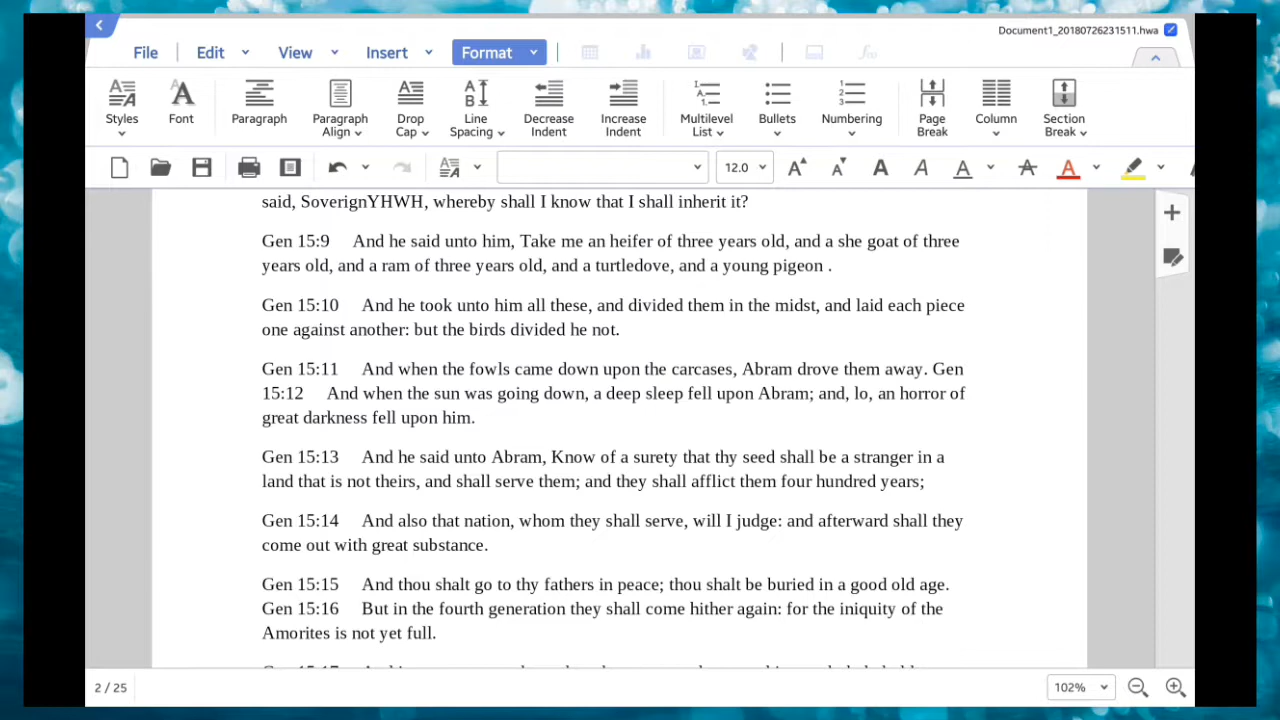 Document1_20180726231511.hwa
File Edit View Insert Format
Styles Font Paragraph Paragraph Align Drop Cap Line Spacing Decrease Indent Increase Indent Multilevel List Bullets Numbering Page Break Column Section Break
12.0
said, SoverignYHWH, whereby shall I know that I shall inherit it?
Gen 15:9 And he said unto him, Take me an heifer of three years old, and a she goat of three
years old, and a ram of three years old, and a turtledove, and a young pigeon .
Gen 15:10 And he took unto him all these, and divided them in the midst, and laid each piece
one against another: but the birds divided he not.
Gen 15:11 And when the fowls came down upon the carcases, Abram drove them away. Gen
15:12 And when the sun was going down, a deep sleep fell upon Abram; and, lo, an horror of
great darkness fell upon him.
Gen 15:13 And he said unto Abram, Know of a surety that thy seed shall be a stranger in a
land that is not theirs, and shall serve them; and they shall afflict them four hundred years;
Gen 15:14 And also that nation, whom they shall serve, will I judge: and afterward shall they
come out with great substance.
Gen 15:15 And thou shalt go to thy fathers in peace; thou shalt be buried in a good old age.
Gen 15:16 But in the fourth generation they shall come hither again: for the iniquity of the
Amorites is not yet full.
2 / 25
102%